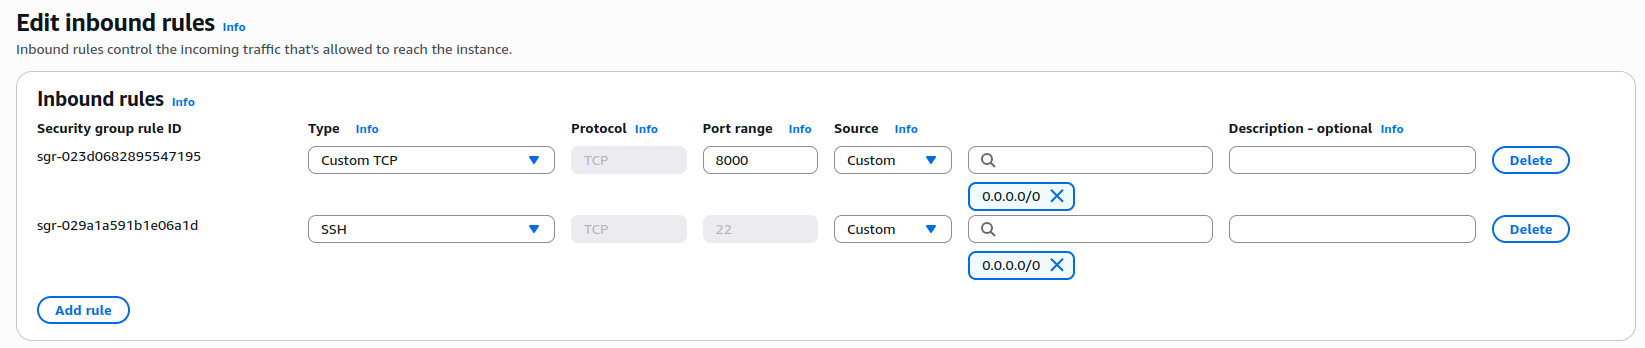 Edit inbound rules Info
Inbound rules control the incoming traffic that's allowed to reach the instance.
Inbound rules Info
Security group rule ID Type Info Protocol Info Port range Info Source Info Description - optional Info
sgr-023d0682895547195 Custom TCP TCP 8000 Custom Delete
0.0.0.0/0
sgr-029a1a591b1e06a1d SSH TCP 22 Custom Delete
0.0.0.0/0
Add rule